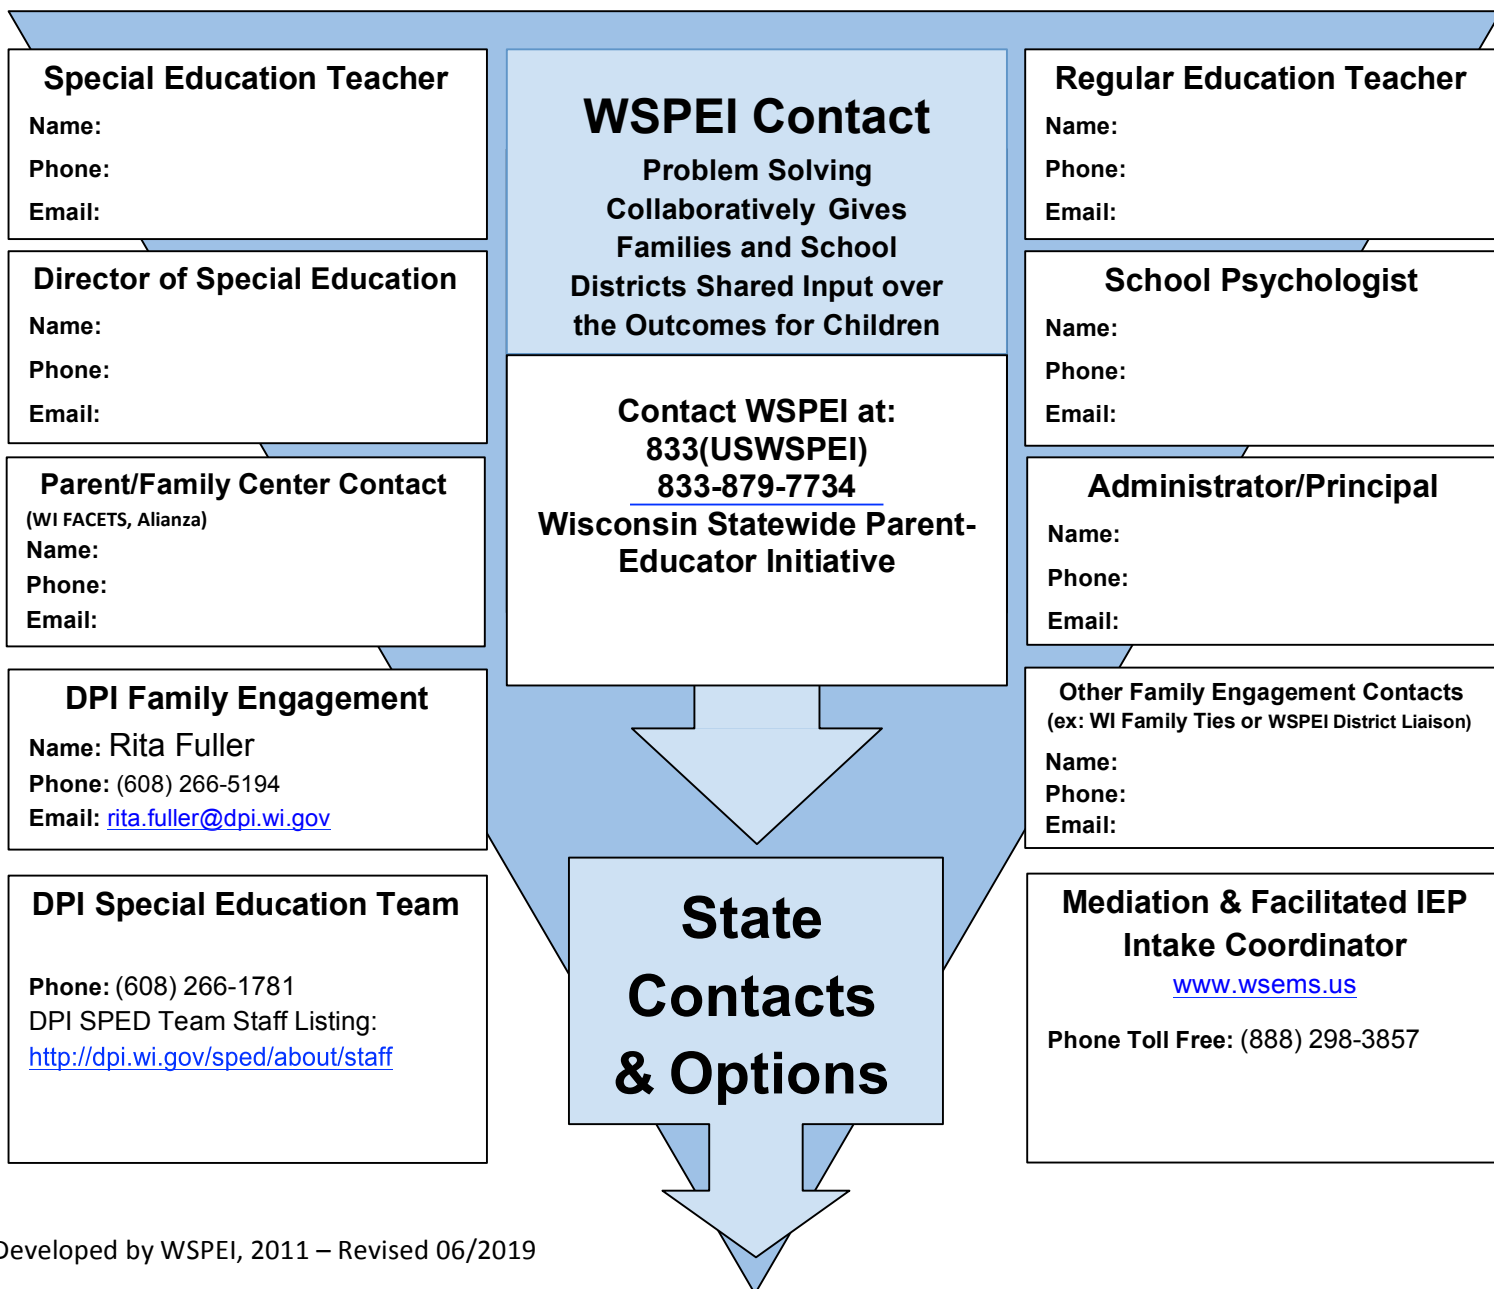 Special Education Teacher
Name:
Phone:
Email:
Director of Special Education
Name:
Phone:
Email:
Parent/Family Center Contact
(WI FACETS, Alianza)
Name:
Phone:
Email:
DPI Family Engagement
Name: Rita Fuller
Phone: (608) 266-5194
Email: rita.fuller@dpi.wi.gov
DPI Special Education Team
Phone: (608) 266-1781
DPI SPED Team Staff Listing:
http://dpi.wi.gov/sped/about/staff
WSPEI Contact
Problem Solving
Collaboratively Gives
Families and School
Districts Shared Input over
the Outcomes for Children
Contact WSPEI at:
833(USWSPEI)
833-879-7734
Wisconsin Statewide Parent-
Educator Initiative
State
Contacts
& Options
Regular Education Teacher
Name:
Phone:
Email:
School Psychologist
Name:
Phone:
Email:
Administrator/Principal
Name:
Phone:
Email:
Other Family Engagement Contacts
(ex: WI Family Ties or WSPEI District Liaison)
Name:
Phone:
Email:
Mediation & Facilitated IEP
Intake Coordinator
www.wsems.us
Phone Toll Free: (888) 298-3857
Developed by WSPEI, 2011 – Revised 06/2019